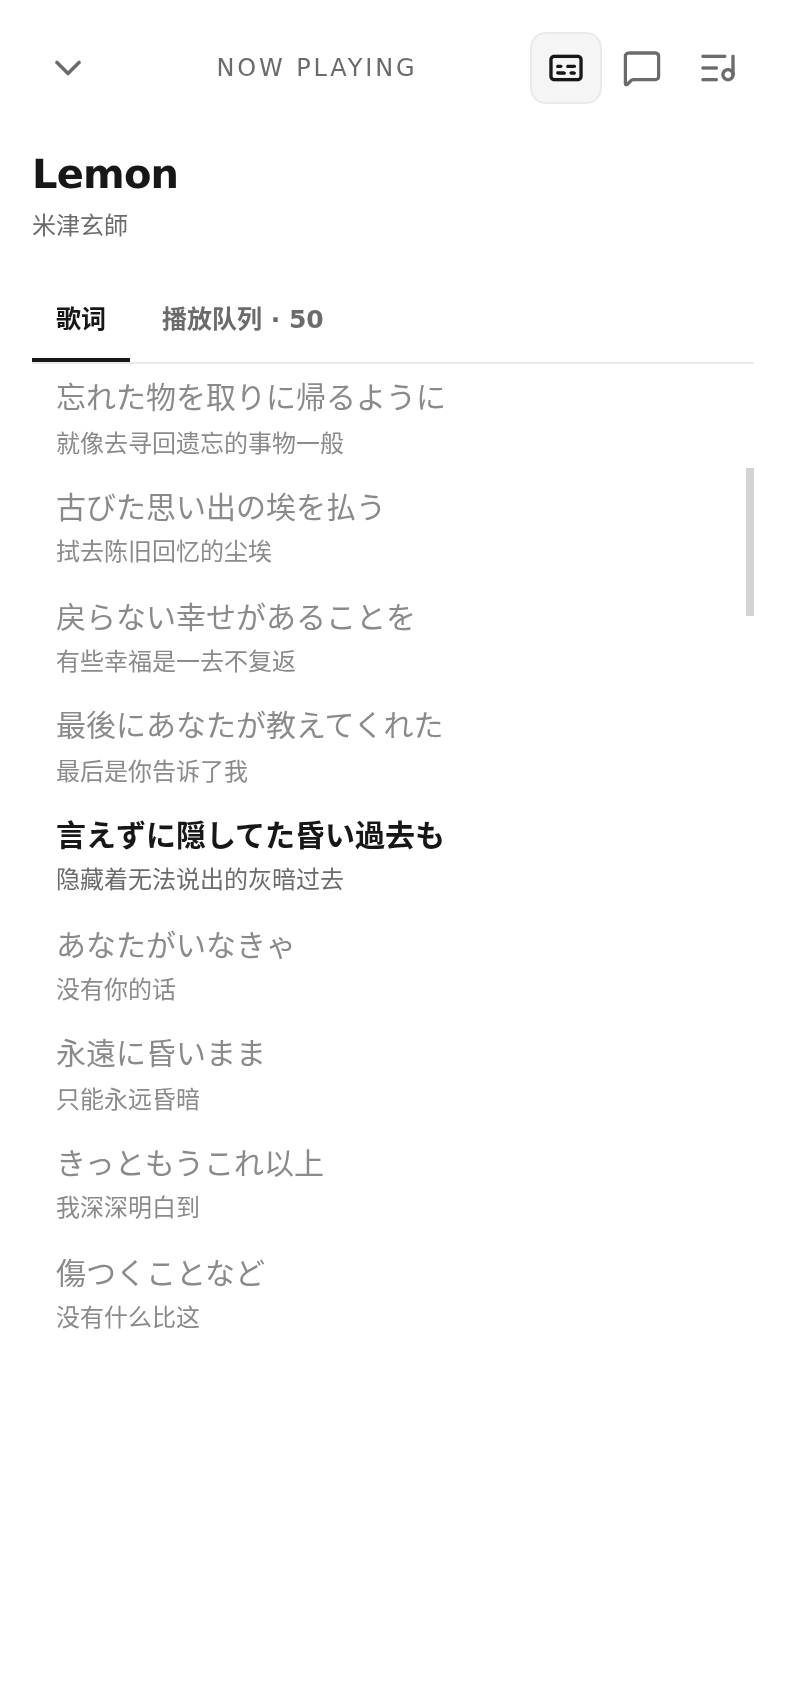 NOW PLAYING
Lemon
米津玄師
歌词 播放队列 · 50
忘れた物を取りに帰るように
就像去寻回遗忘的事物一般
古びた思い出の埃を払う
拭去陈旧回忆的尘埃
戻らない幸せがあることを
有些幸福是一去不复返
最後にあなたが教えてくれた
最后是你告诉了我
言えずに隠してた昏い過去も
隐藏着无法说出的灰暗过去
あなたがいなきゃ
没有你的话
永遠に昏いまま
只能永远昏暗
きっともうこれ以上
我深深明白到
傷つくことなど
没有什么比这